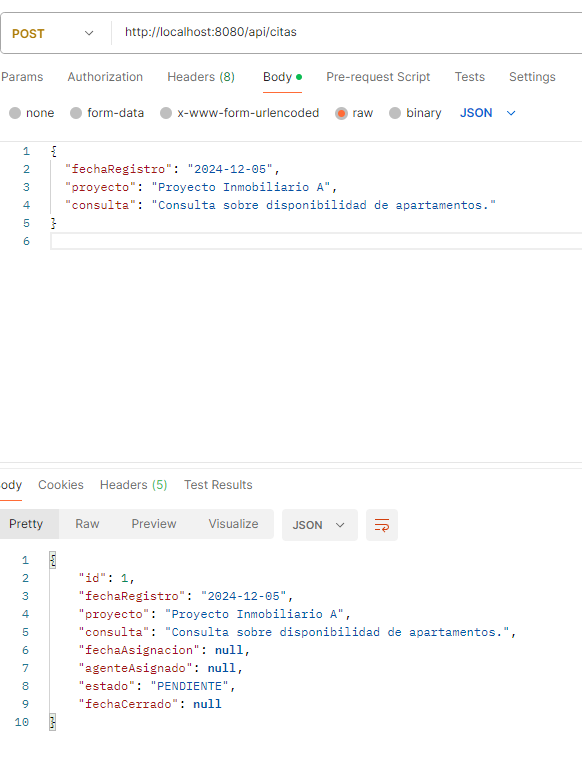 POST http://localhost:8080/api/citas
Params Authorization Headers (8) Body Pre-request Script Tests Settings
none form-data x-www-form-urlencoded raw binary JSON
1 {
2 "fechaRegistro": "2024-12-05",
3 "proyecto": "Proyecto Inmobiliario A",
4 "consulta": "Consulta sobre disponibilidad de apartamentos."
5 }
6
ody Cookies Headers (5) Test Results
Pretty Raw Preview Visualize JSON
1 {
2 "id": 1,
3 "fechaRegistro": "2024-12-05",
4 "proyecto": "Proyecto Inmobiliario A",
5 "consulta": "Consulta sobre disponibilidad de apartamentos.",
6 "fechaAsignacion": null,
7 "agenteAsignado": null,
8 "estado": "PENDIENTE",
9 "fechaCerrado": null
10 }